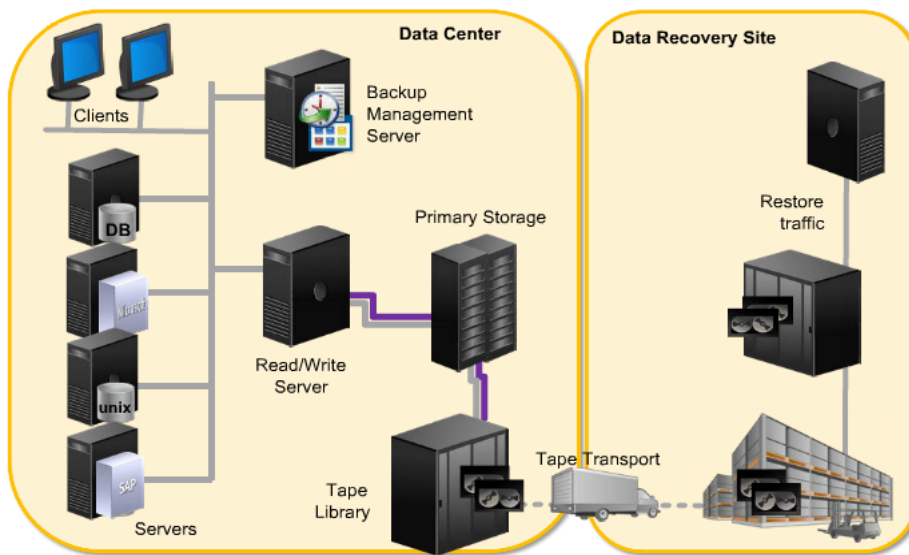 Data Center
Data Recovery Site
Clients
Backup
Management
Server
DB
Primary Storage
Restore
traffic
Read/Write
Server
unix
SAP
Servers
Tape
Library
Tape Transport